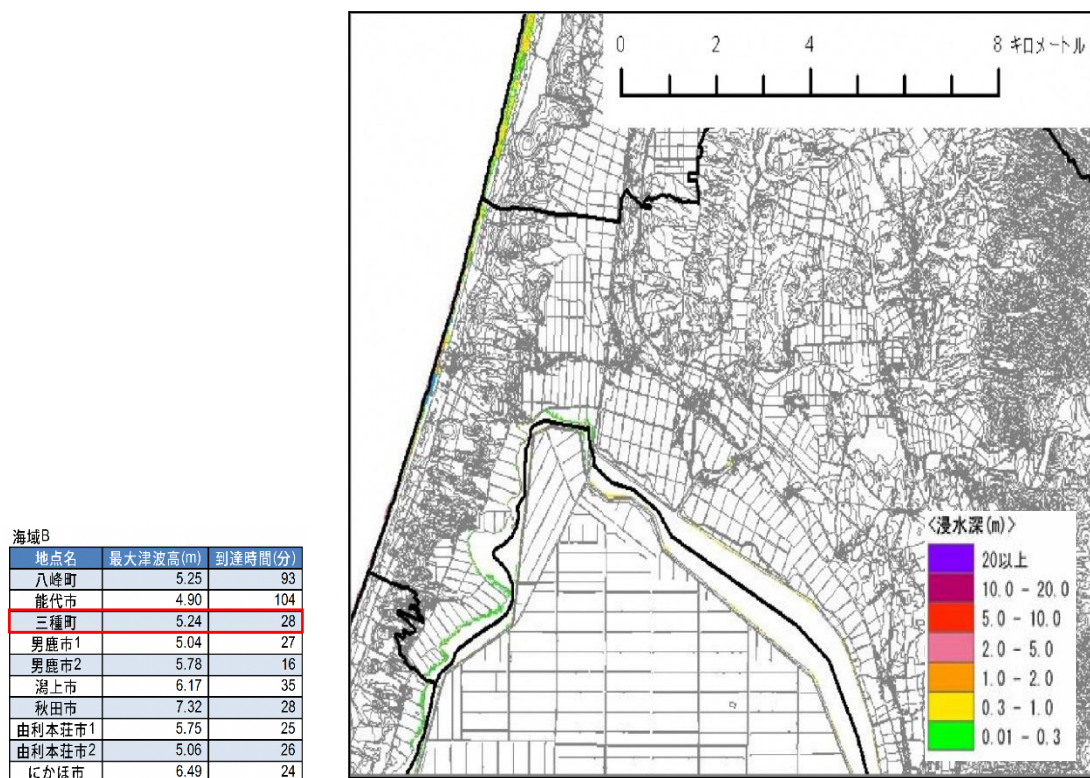 0 2 4 8 キロメートル
<浸水深(m)>
20以上
10.0 - 20.0
5.0 - 10.0
2.0 - 5.0
1.0 - 2.0
0.3 - 1.0
0.01 - 0.3
海域B
地点名 最大津波高(m) 到達時間(分)
八峰町 5.25 93
能代市 4.90 104
三種町 5.24 28
男鹿市1 5.04 27
男鹿市2 5.78 16
潟上市 6.17 35
秋田市 7.32 28
由利本荘市1 5.75 25
由利本荘市2 5.06 26
にかほ市 6.49 24